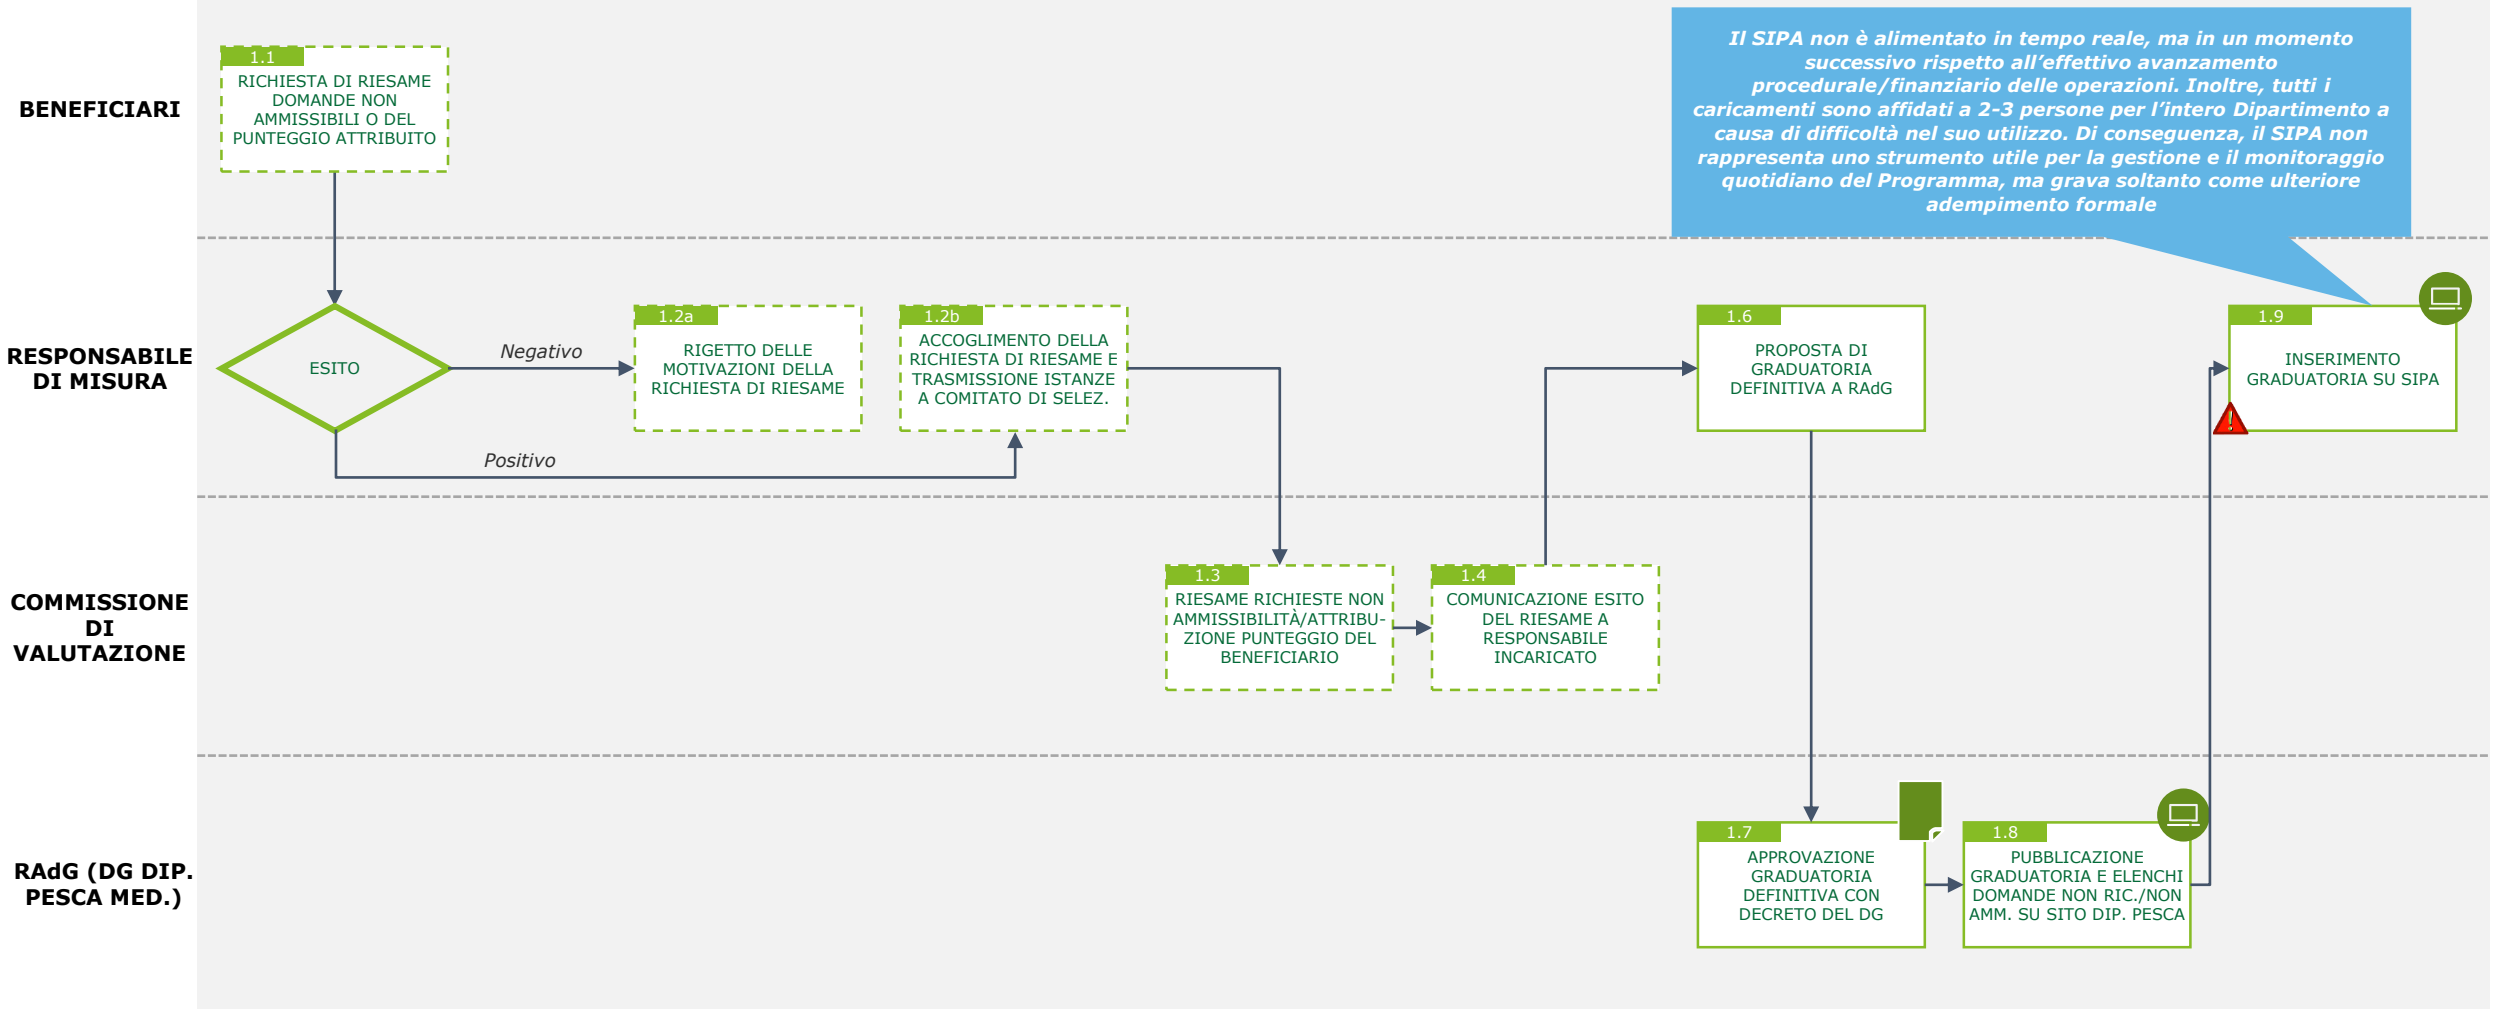 BENEFICIARI
1.1
RICHIESTA DI RIESAME
DOMANDE NON
AMMISSIBILI O DEL
PUNTEGGIO ATTRIBUITO
Il SIPA non è alimentato in tempo reale, ma in un momento
successivo rispetto all’effettivo avanzamento
procedurale/finanziario delle operazioni. Inoltre, tutti i
caricamenti sono affidati a 2-3 persone per l’intero Dipartimento a
causa di difficoltà nel suo utilizzo. Di conseguenza, il SIPA non
rappresenta uno strumento utile per la gestione e il monitoraggio
quotidiano del Programma, ma grava soltanto come ulteriore
adempimento formale
RESPONSABILE
DI MISURA
ESITO
Negativo
Positivo
1.2a
RIGETTO DELLE
MOTIVAZIONI DELLA
RICHIESTA DI RIESAME
1.2b
ACCOGLIMENTO DELLA
RICHIESTA DI RIESAME E
TRASMISSIONE ISTANZE
A COMITATO DI SELEZ.
1.6
PROPOSTA DI
GRADUATORIA
DEFINITIVA A RAdG
1.9
INSERIMENTO
GRADUATORIA SU SIPA
COMMISSIONE
DI
VALUTAZIONE
1.3
RIESAME RICHIESTE NON
AMMISSIBILITÀ/ATTRIBU-
ZIONE PUNTEGGIO DEL
BENEFICIARIO
1.4
COMUNICAZIONE ESITO
DEL RIESAME A
RESPONSABILE
INCARICATO
RAdG (DG DIP.
PESCA MED.)
1.7
APPROVAZIONE
GRADUATORIA
DEFINITIVA CON
DECRETO DEL DG
1.8
PUBBLICAZIONE
GRADUATORIA E ELENCHI
DOMANDE NON RIC./NON
AMM. SU SITO DIP. PESCA